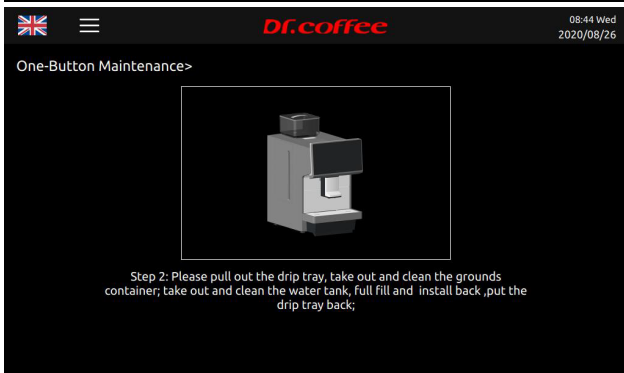 Dr.coffee
08:44 Wed
2020/08/26
One-Button Maintenance>
Step 2: Please pull out the drip tray, take out and clean the grounds
container; take out and clean the water tank, full fill and install back ,put the
drip tray back;